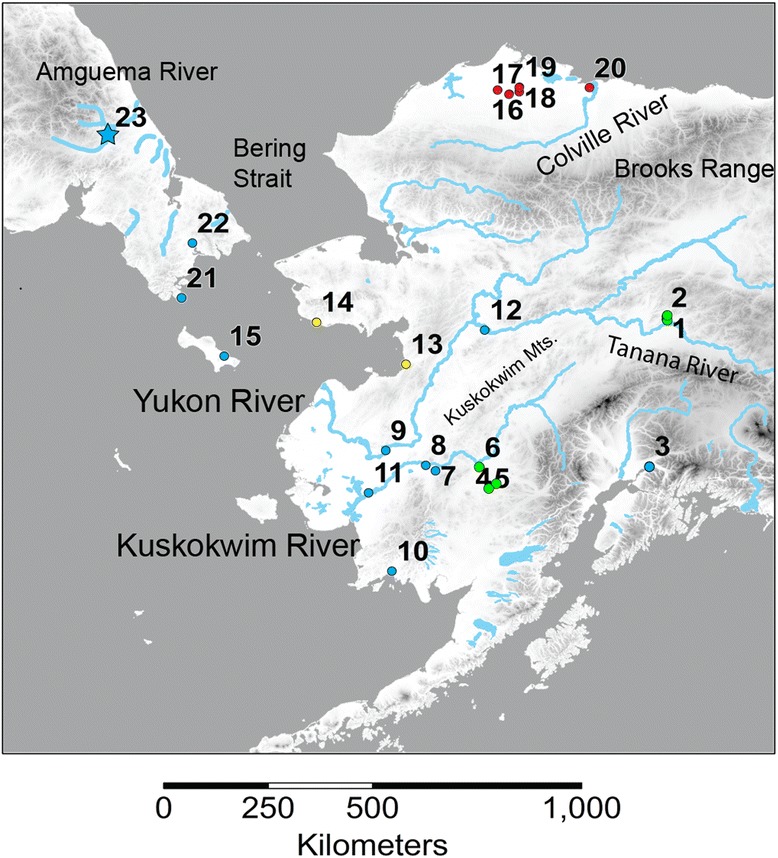 17 19 20
Amguema River
16 18
23
Colville River
Bering
Strait
Brooks Range
22
21
14
12
2
1
15
13
Tanana River
Kuskokwim Mts.
Yukon River
9
8
6
3
11
7
45
Kuskokwim River
10
0 250 500 1,000
Kilometers